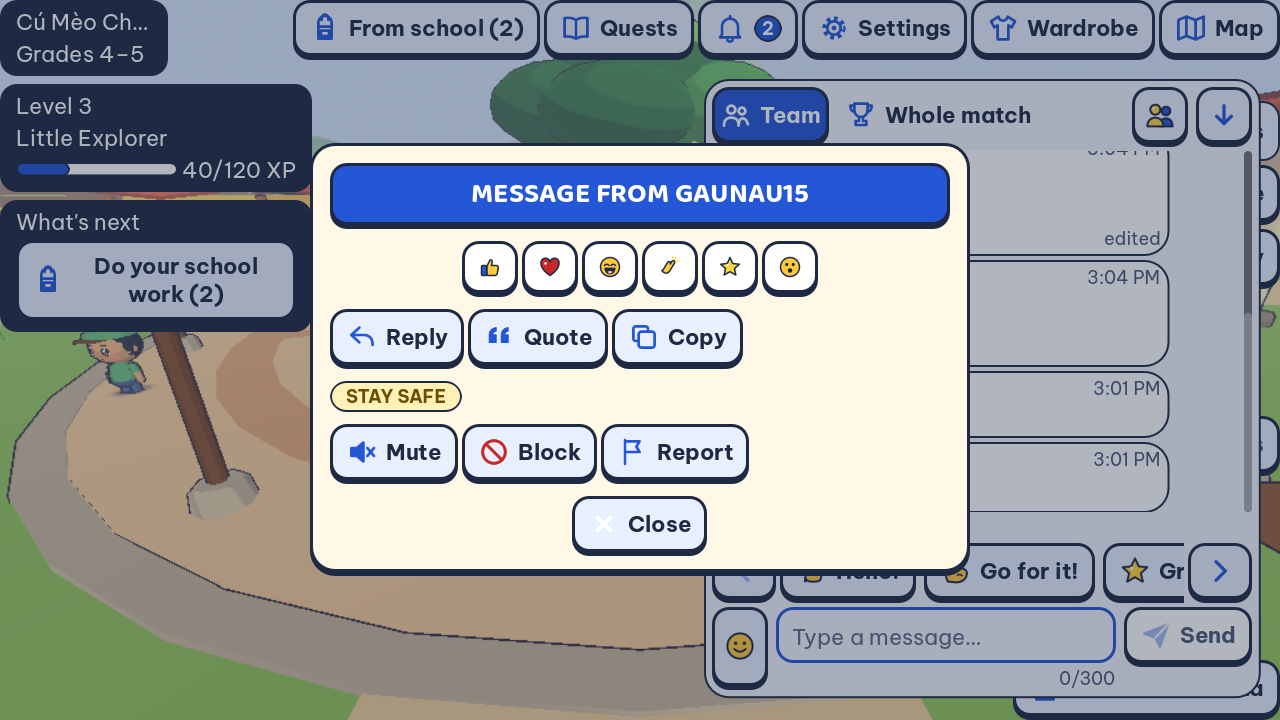 Cú Mèo Ch...
Grades 4–5
From school (2)
Quests
2
Settings
Wardrobe
Map
Level 3
Little Explorer
40/120 XP
What's next
Do your school
work (2)
Team
Whole match
edited
3:04 PM
3:01 PM
3:01 PM
MESSAGE FROM GAUNAU15
Reply
Quote
Copy
STAY SAFE
Mute
Block
Report
Close
Go for it!
Gr
Type a message...
Send
0/300